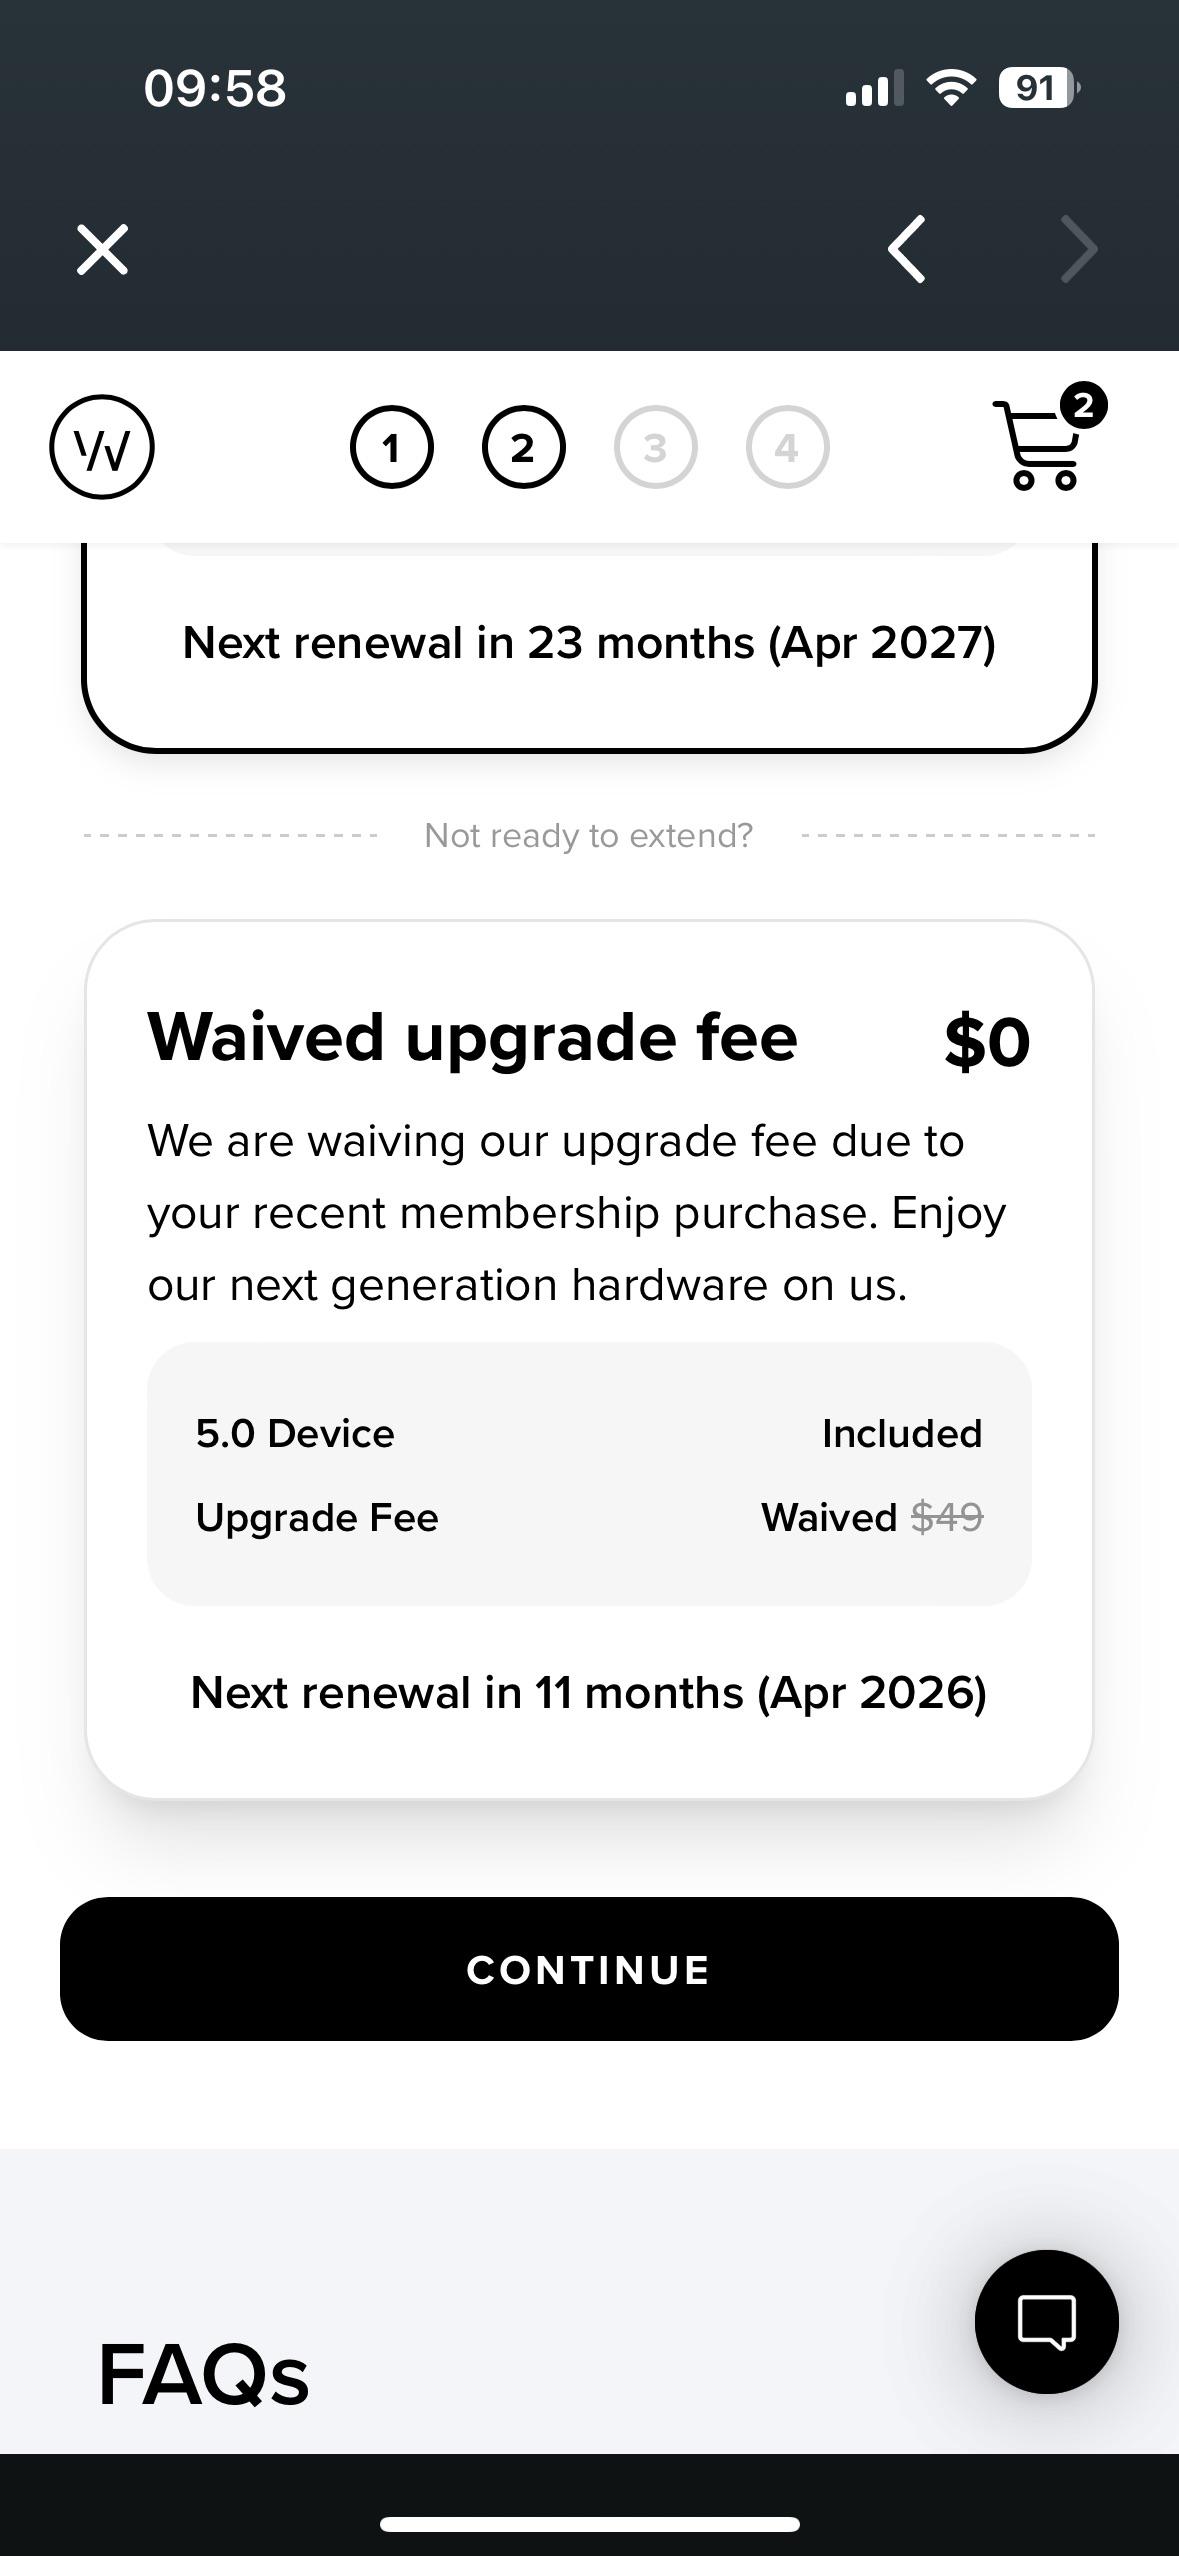 09:58
91
W
1 2 3 4
2
Next renewal in 23 months (Apr 2027)
Not ready to extend?
Waived upgrade fee $0
We are waiving our upgrade fee due to
your recent membership purchase. Enjoy
our next generation hardware on us.
5.0 Device Included
Upgrade Fee Waived $49
Next renewal in 11 months (Apr 2026)
CONTINUE
FAQs